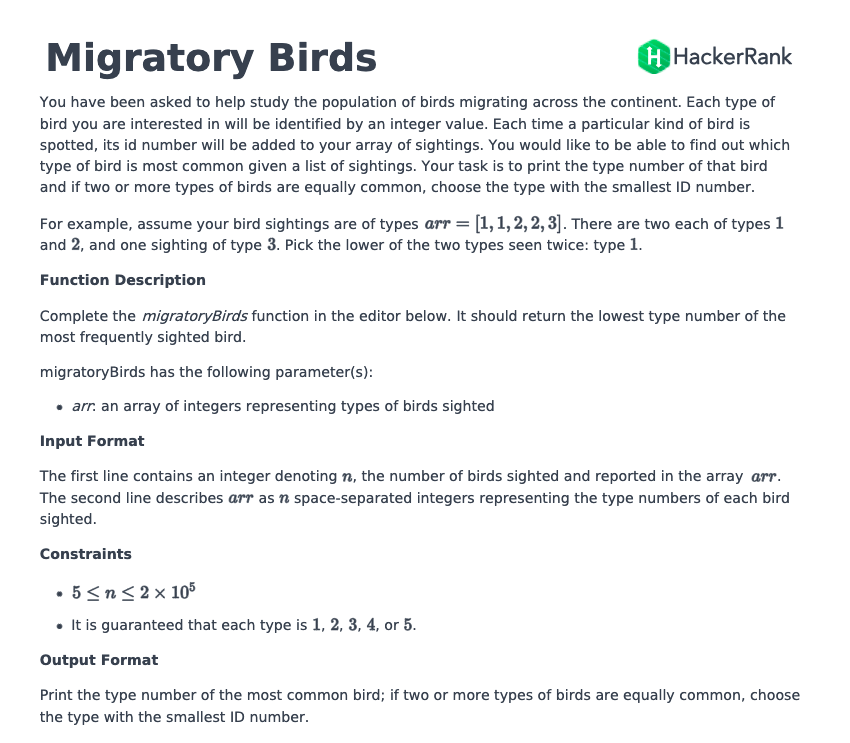 Migratory Birds
HackerRank
You have been asked to help study the population of birds migrating across the continent. Each type of
bird you are interested in will be identified by an integer value. Each time a particular kind of bird is
spotted, its id number will be added to your array of sightings. You would like to be able to find out which
type of bird is most common given a list of sightings. Your task is to print the type number of that bird
and if two or more types of birds are equally common, choose the type with the smallest ID number.
For example, assume your bird sightings are of types arr = [1, 1, 2, 2, 3]. There are two each of types 1
and 2, and one sighting of type 3. Pick the lower of the two types seen twice: type 1.
Function Description
Complete the migratoryBirds function in the editor below. It should return the lowest type number of the
most frequently sighted bird.
migratoryBirds has the following parameter(s):
• arr: an array of integers representing types of birds sighted
Input Format
The first line contains an integer denoting n, the number of birds sighted and reported in the array arr.
The second line describes arr as n space-separated integers representing the type numbers of each bird
sighted.
Constraints
• 5 ≤ n ≤ 2 × 10⁵
• It is guaranteed that each type is 1, 2, 3, 4, or 5.
Output Format
Print the type number of the most common bird; if two or more types of birds are equally common, choose
the type with the smallest ID number.